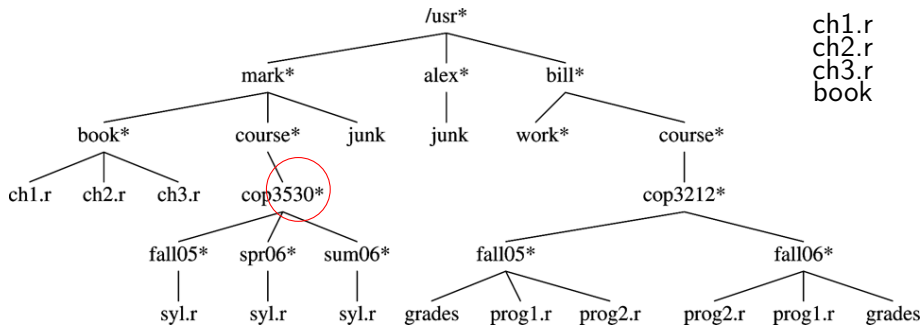 /usr*
ch1.r
ch2.r
ch3.r
book
mark* alex* bill*
book* course* junk junk work* course*
ch1.r ch2.r ch3.r cop3530* cop3212*
fall05* spr06* sum06* fall05* fall06*
syl.r syl.r syl.r grades prog1.r prog2.r prog2.r prog1.r grades